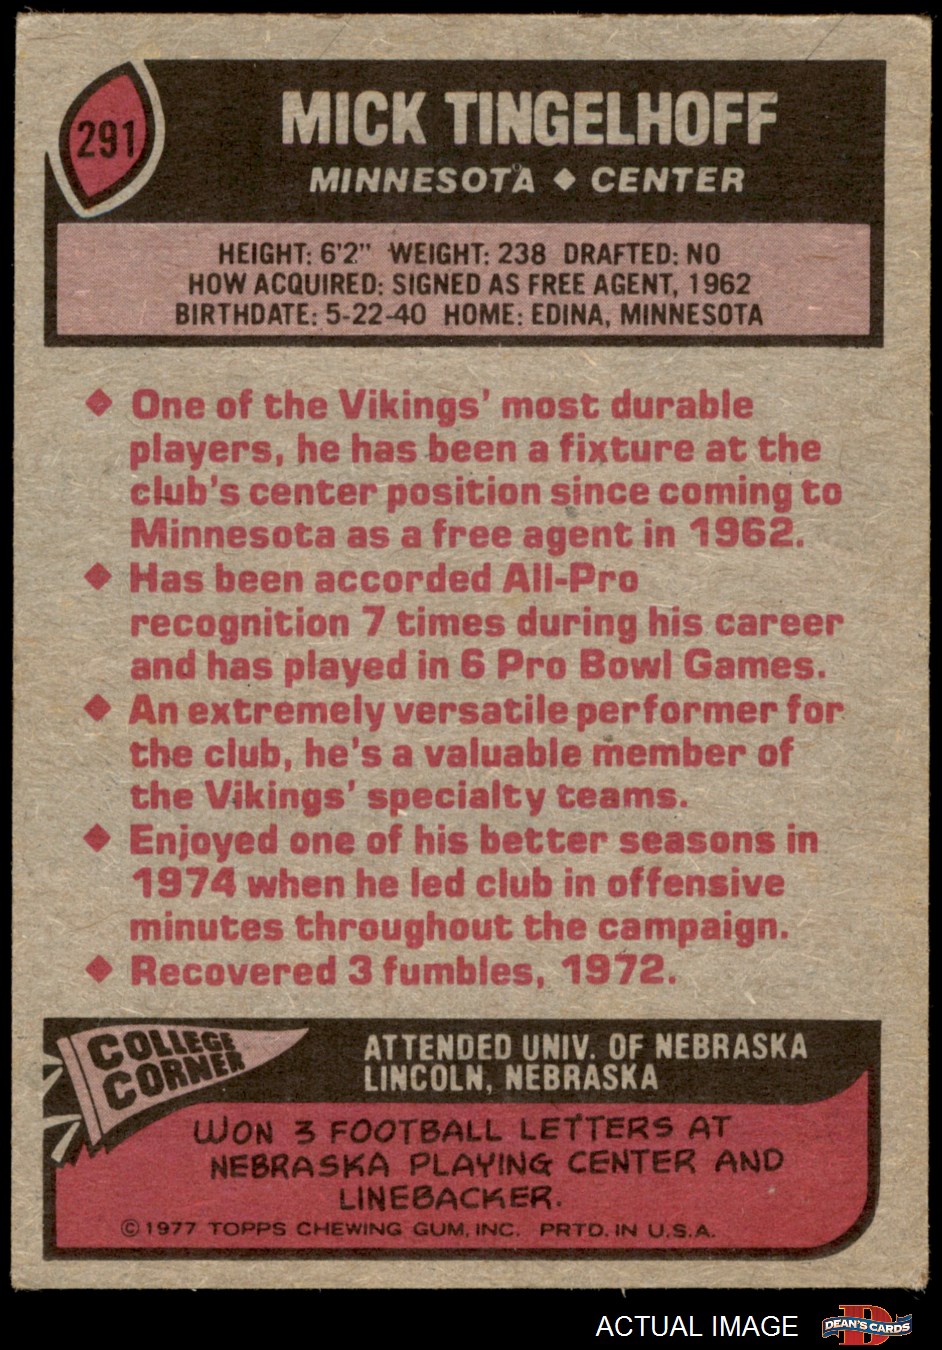 291
MICK TINGELHOFF
MINNESOTA ◆ CENTER
HEIGHT: 6'2" WEIGHT: 238 DRAFTED: NO
HOW ACQUIRED: SIGNED AS FREE AGENT, 1962
BIRTHDATE: 5-22-40 HOME: EDINA, MINNESOTA
◆ One of the Vikings' most durable
players, he has been a fixture at the
club's center position since coming to
Minnesota as a free agent in 1962.
◆ Has been accorded All-Pro
recognition 7 times during his career
and has played in 6 Pro Bowl Games.
◆ An extremely versatile performer for
the club, he's a valuable member of
the Vikings' specialty teams.
◆ Enjoyed one of his better seasons in
1974 when he led club in offensive
minutes throughout the campaign.
◆ Recovered 3 fumbles, 1972.
COLLEGE
CORNER
ATTENDED UNIV. OF NEBRASKA
LINCOLN, NEBRASKA
WON 3 FOOTBALL LETTERS AT
NEBRASKA PLAYING CENTER AND
LINEBACKER.
© 1977 TOPPS CHEWING GUM, INC. PRTD. IN U.S.A.
ACTUAL IMAGE
D
DEAN'S CARDS